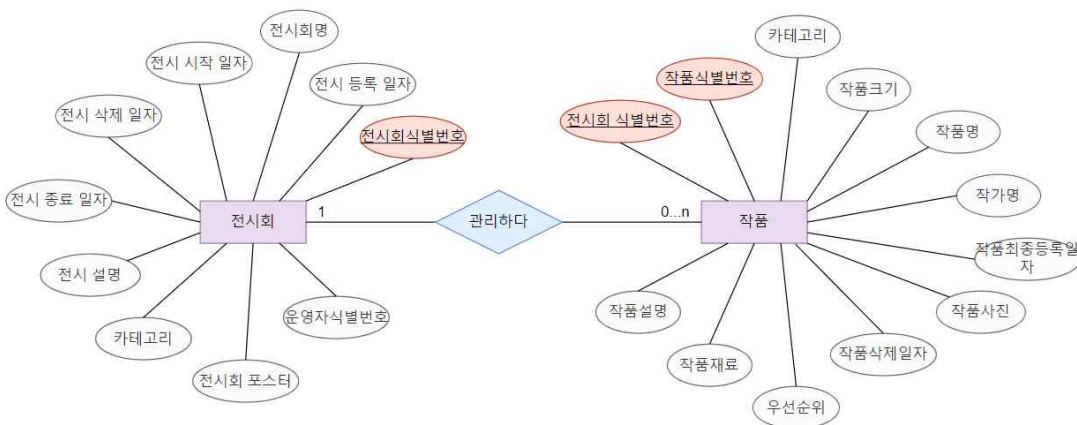 전시회명
전시 시작 일자
전시 등록 일자
전시 삭제 일자
전시회식별번호
전시 종료 일자
전시회
전시 설명
카테고리
전시회 포스터
운영자식별번호
1
관리하다
0...n
카테고리
작품식별번호
작품크기
전시회 식별번호
작품명
작가명
작품
작품최종등록일
자
작품사진
작품설명
작품삭제일자
작품재료
우선순위